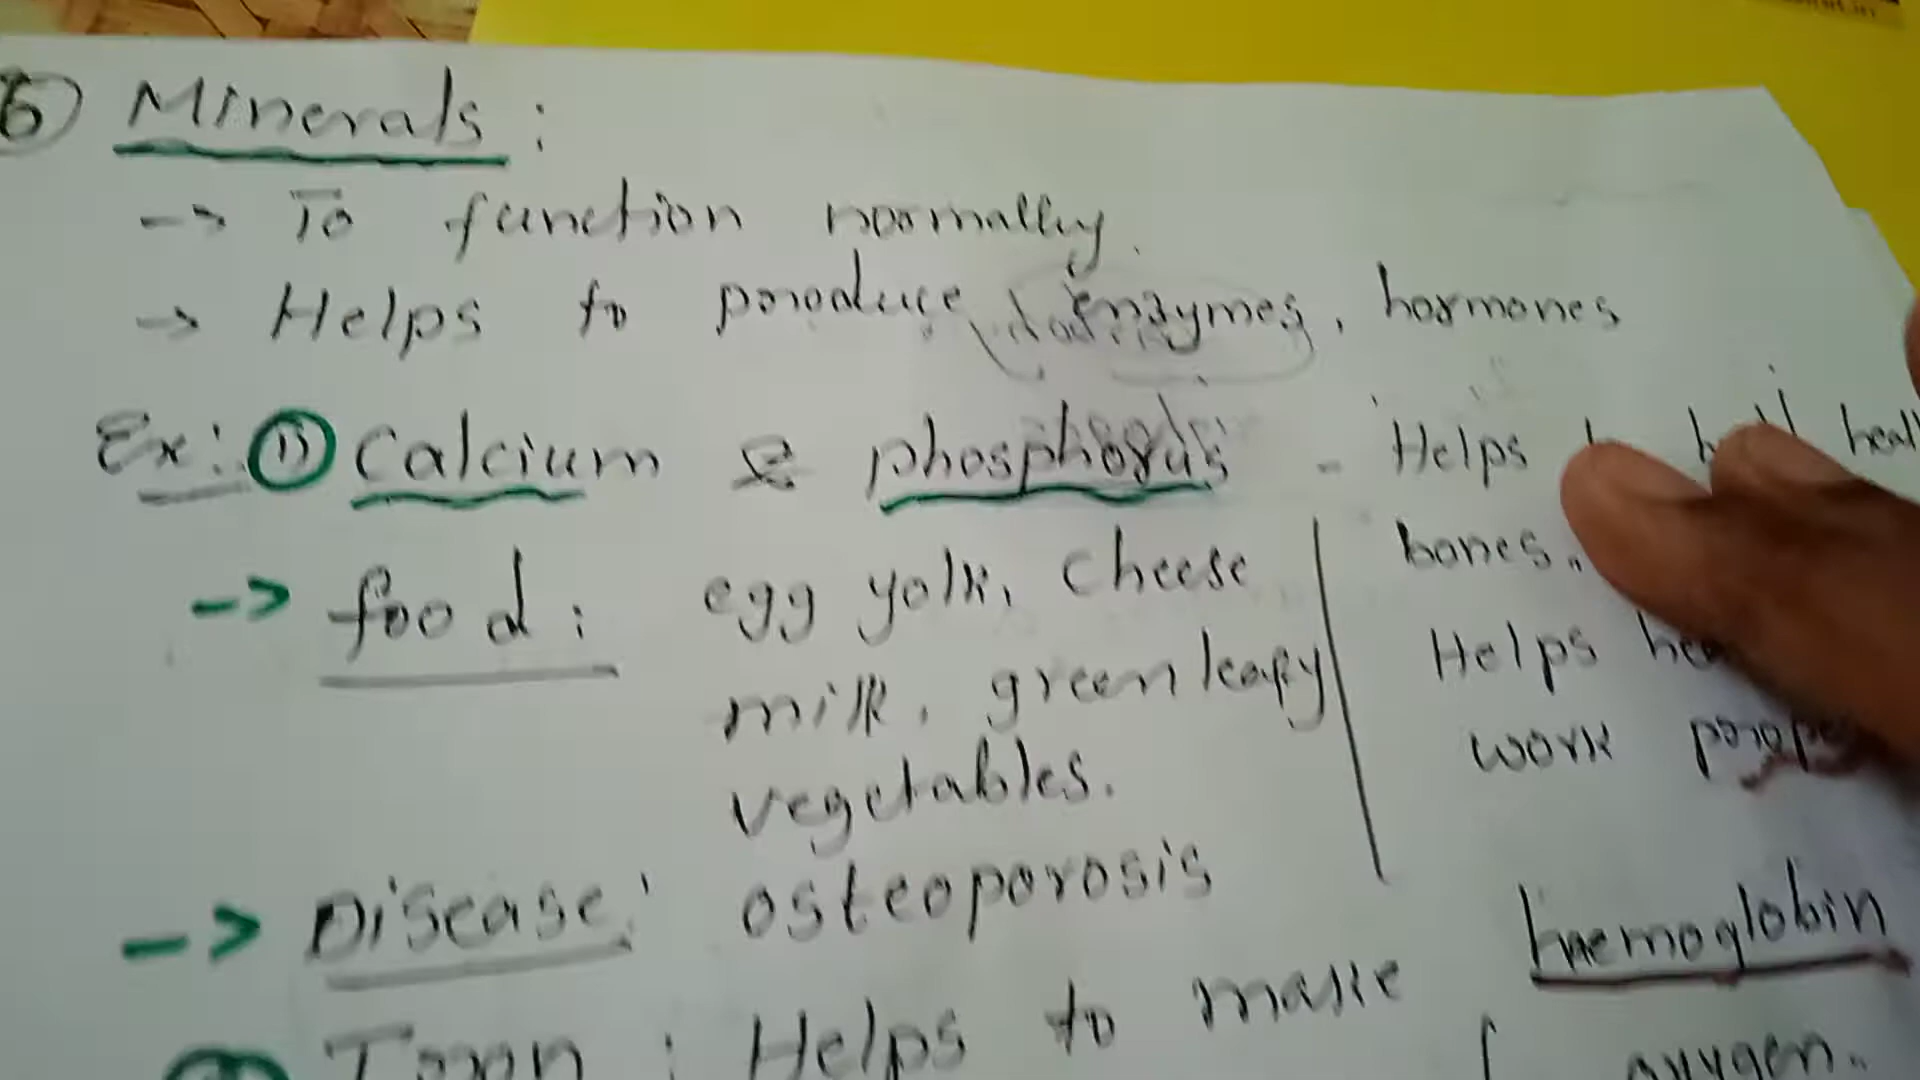 6 Minerals :
-> To function normally.
-> Helps to produce enzymes, hormones
Ex: 1) Calcium & phosphorus - Helps
bones.
-> food : egg yolk, cheese
milk, green leafy
vegetables.
Helps
work
-> Disease: osteoporosis
Iron : Helps to make haemoglobin
oxygen.